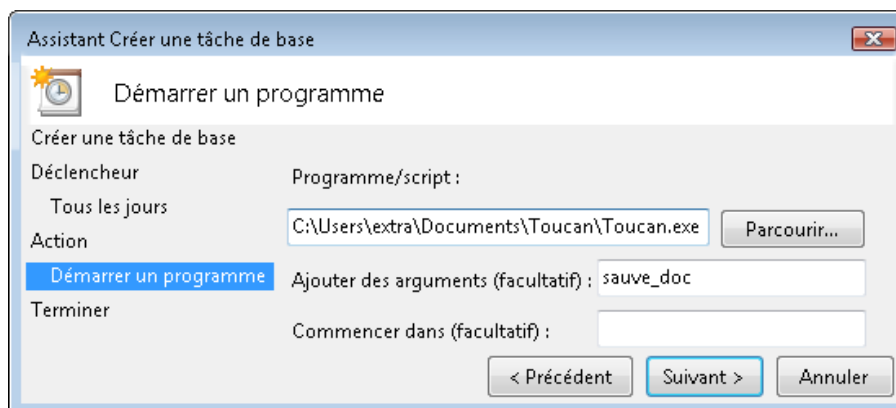 Assistant Créer une tâche de base
Démarrer un programme
Créer une tâche de base
Déclencheur
Tous les jours
Action
Démarrer un programme
Terminer
Programme/script :
C:\Users\extra\Documents\Toucan\Toucan.exe
Parcourir...
Ajouter des arguments (facultatif) : sauve_doc
Commencer dans (facultatif) :
< Précédent
Suivant >
Annuler